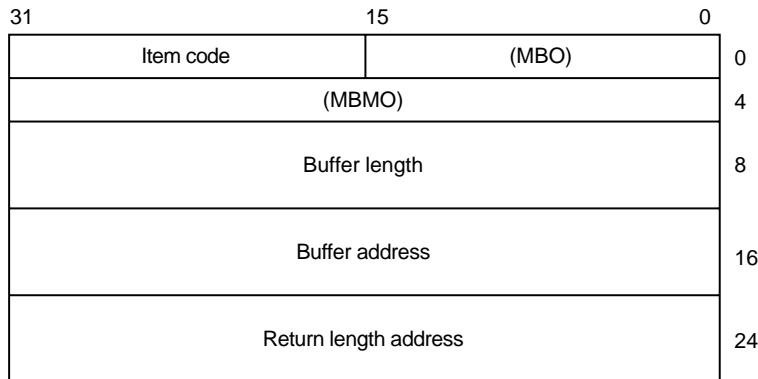 31 15 0
Item code (MBO) 0
(MBMO) 4
Buffer length 8
Buffer address 16
Return length address 24